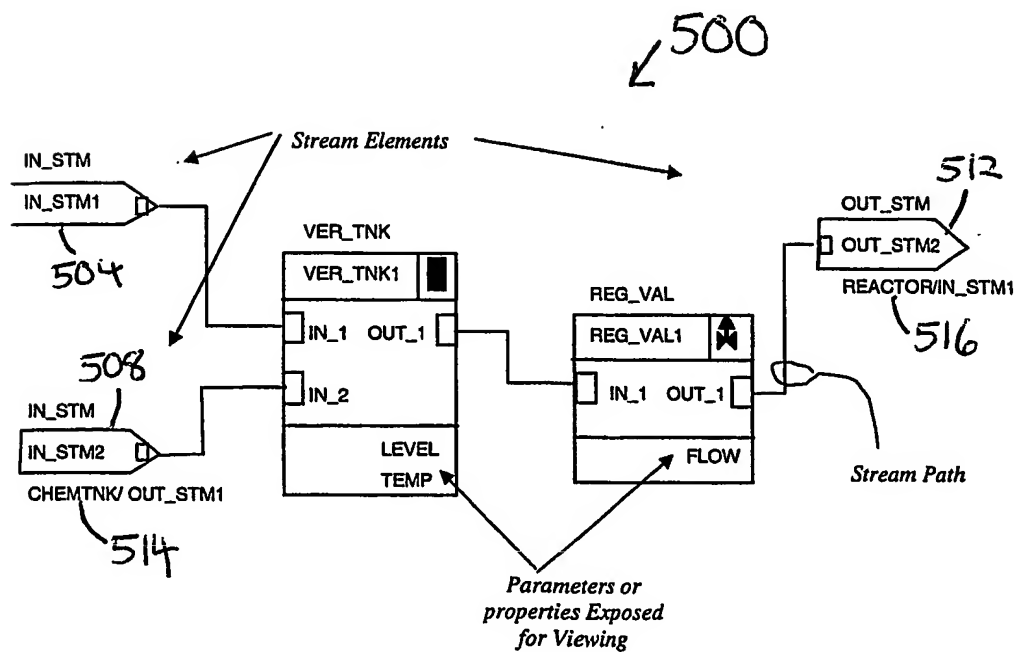 500
Stream Elements
IN_STM
IN_STM1
504
512
OUT_STM
OUT_STM2
REACTOR/IN_STM1
516
VER_TNK
VER_TNK1
IN_1 OUT_1
IN_2
LEVEL
TEMP
REG_VAL
REG_VAL1
IN_1 OUT_1
FLOW
508
IN_STM
IN_STM2
CHEMTNK/ OUT_STM1
514
Stream Path
Parameters or
properties Exposed
for Viewing